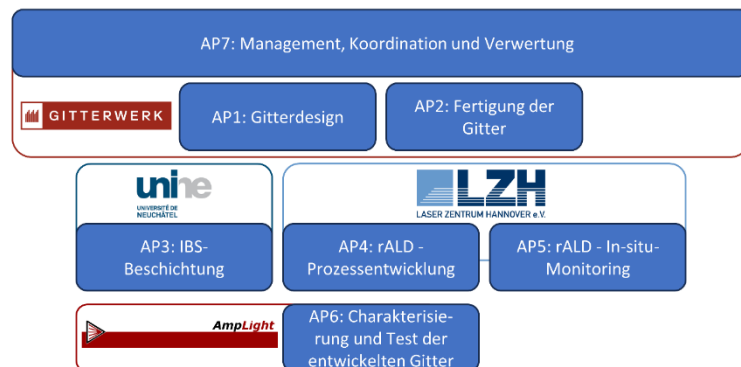 AP7: Management, Koordination und Verwertung
GITTERWERK
AP1: Gitterdesign
AP2: Fertigung der
Gitter
unine
UNIVERSITÉ DE
NEUCHÂTEL
LZH
LASER ZENTRUM HANNOVER e.V.
AP3: IBS-
Beschichtung
AP4: rALD -
Prozessentwicklung
AP5: rALD - In-situ-
Monitoring
AmpLight
AP6: Charakterisie-
rung und Test der
entwickelten Gitter